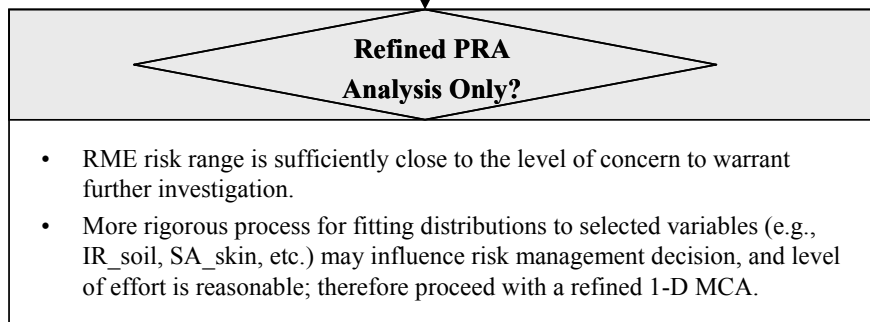 Refined PRA
Analysis Only?
• RME risk range is sufficiently close to the level of concern to warrant
further investigation.
• More rigorous process for fitting distributions to selected variables (e.g.,
IR_soil, SA_skin, etc.) may influence risk management decision, and level
of effort is reasonable; therefore proceed with a refined 1-D MCA.